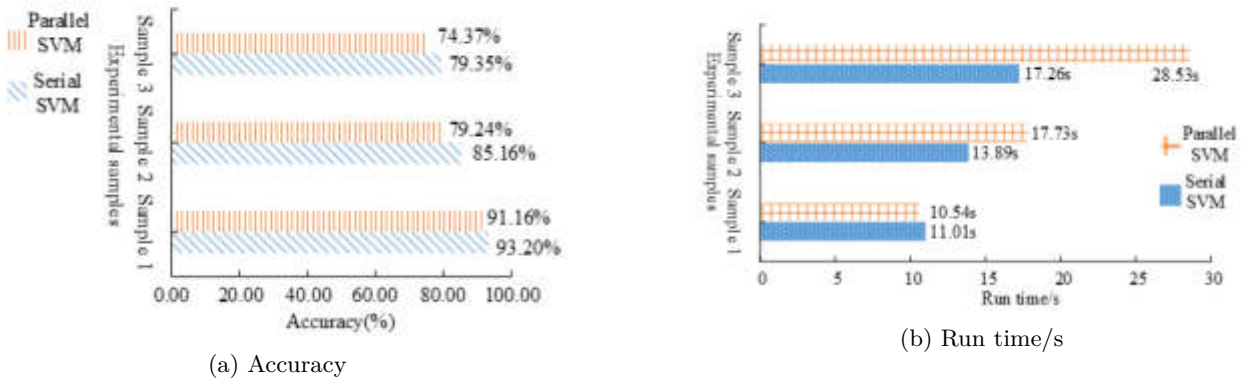 Parallel
SVM
Serial
SVM
Experimental samples
Sample 3
Sample 2
Sample 1
74.37%
79.35%
79.24%
85.16%
91.16%
93.20%
0.00 20.00 40.00 60.00 80.00 100.00
Accuracy(%)
(a) Accuracy
Experimental samples
Sample 3
Sample 2
Sample 1
17.26s
28.53s
17.73s
13.89s
10.54s
11.01s
Parallel
SVM
Serial
SVM
0 5 10 15 20 25 30
Run time/s
(b) Run time/s